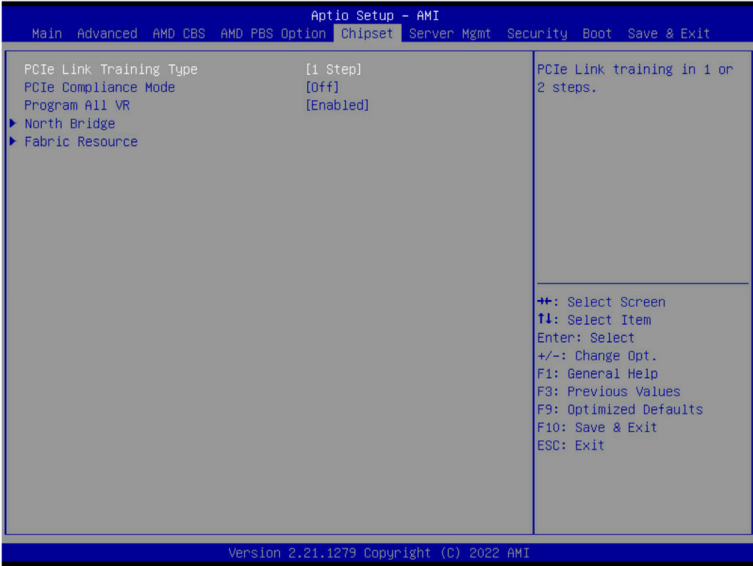 Aptio Setup – AMI
Main Advanced AMD CBS AMD PBS Option Chipset Server Mgmt Security Boot Save & Exit
PCIe Link Training Type [1 Step]
PCIe Compliance Mode [Off]
Program All VR [Enabled]
▶ North Bridge
▶ Fabric Resource
PCIe Link training in 1 or
2 steps.
→←: Select Screen
↑↓: Select Item
Enter: Select
+/-: Change Opt.
F1: General Help
F3: Previous Values
F9: Optimized Defaults
F10: Save & Exit
ESC: Exit
Version 2.21.1279 Copyright (C) 2022 AMI